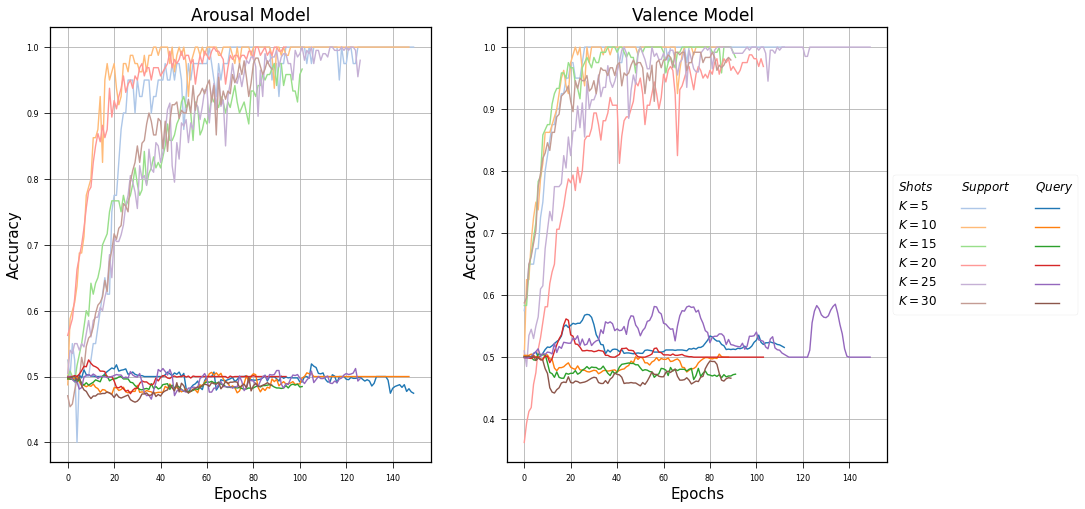 Arousal Model
Accuracy
1.0
0.9
0.8
0.7
0.6
0.5
0.4
0 20 40 60 80 100 120 140
Epochs
Valence Model
Accuracy
1.0
0.9
0.8
0.7
0.6
0.5
0.4
0 20 40 60 80 100 120 140
Epochs
Shots Support Query
K = 5
K = 10
K = 15
K = 20
K = 25
K = 30